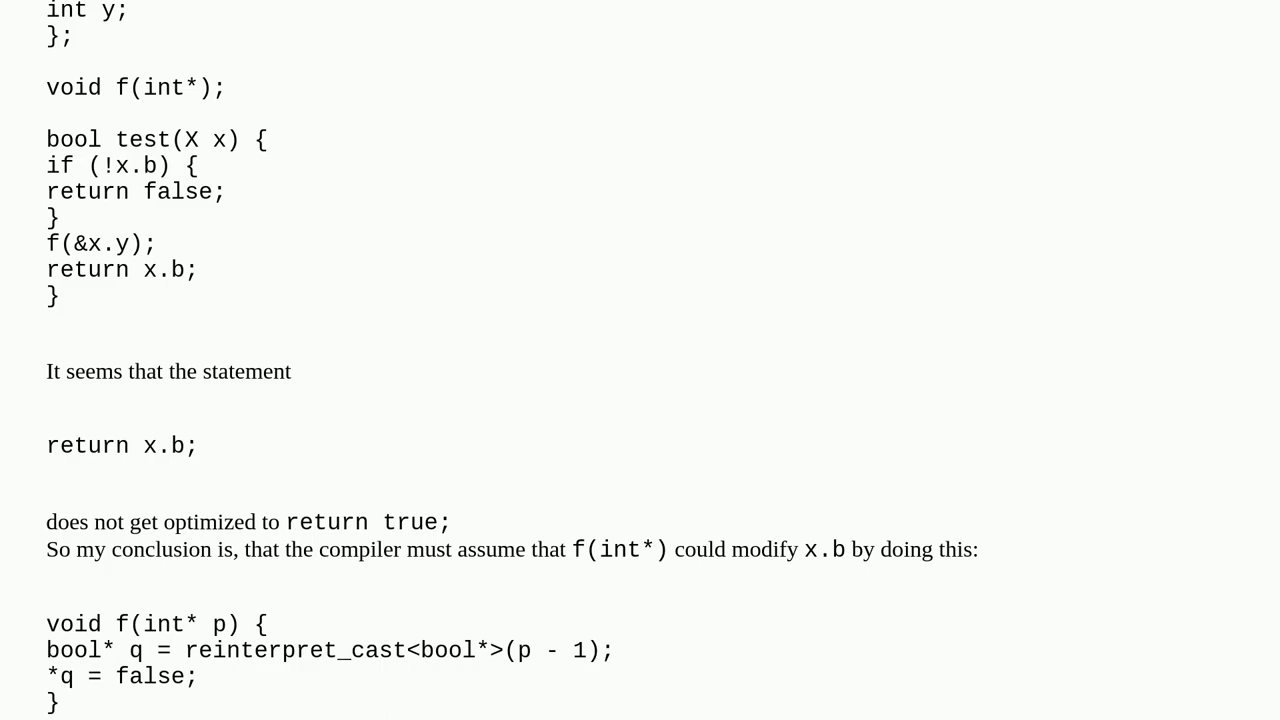 int y;
};
void f(int*);
bool test(X x) {
if (!x.b) {
return false;
}
f(&x.y);
return x.b;
}
It seems that the statement
return x.b;
does not get optimized to return true;
So my conclusion is, that the compiler must assume that f(int*) could modify x.b by doing this:
void f(int* p) {
bool* q = reinterpret_cast<bool*>(p - 1);
*q = false;
}